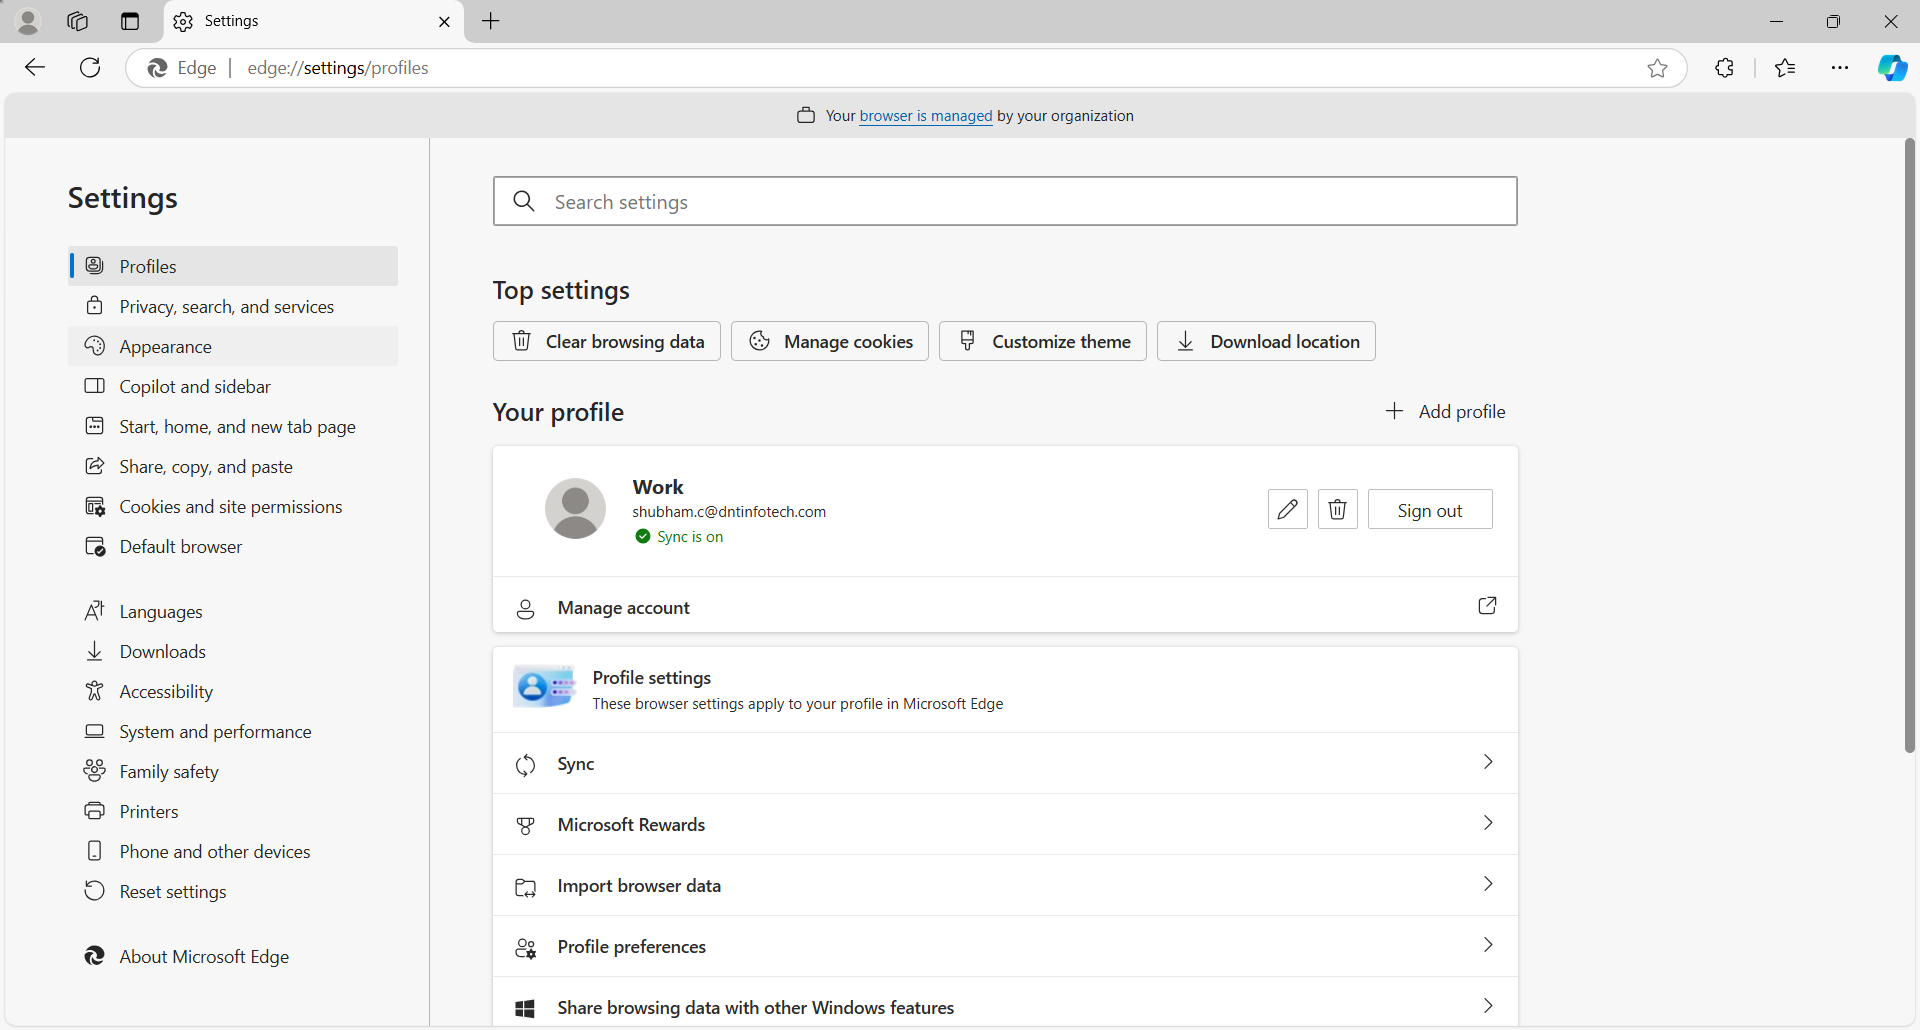 Settings
Edge
edge://settings/profiles
Your browser is managed by your organization
Settings
Profiles
Privacy, search, and services
Appearance
Copilot and sidebar
Start, home, and new tab page
Share, copy, and paste
Cookies and site permissions
Default browser
Languages
Downloads
Accessibility
System and performance
Family safety
Printers
Phone and other devices
Reset settings
About Microsoft Edge
Search settings
Top settings
Clear browsing data
Manage cookies
Customize theme
Download location
Your profile
Add profile
Work
shubham.c@dntinfotech.com
Sync is on
Sign out
Manage account
Profile settings
These browser settings apply to your profile in Microsoft Edge
Sync
Microsoft Rewards
Import browser data
Profile preferences
Share browsing data with other Windows features